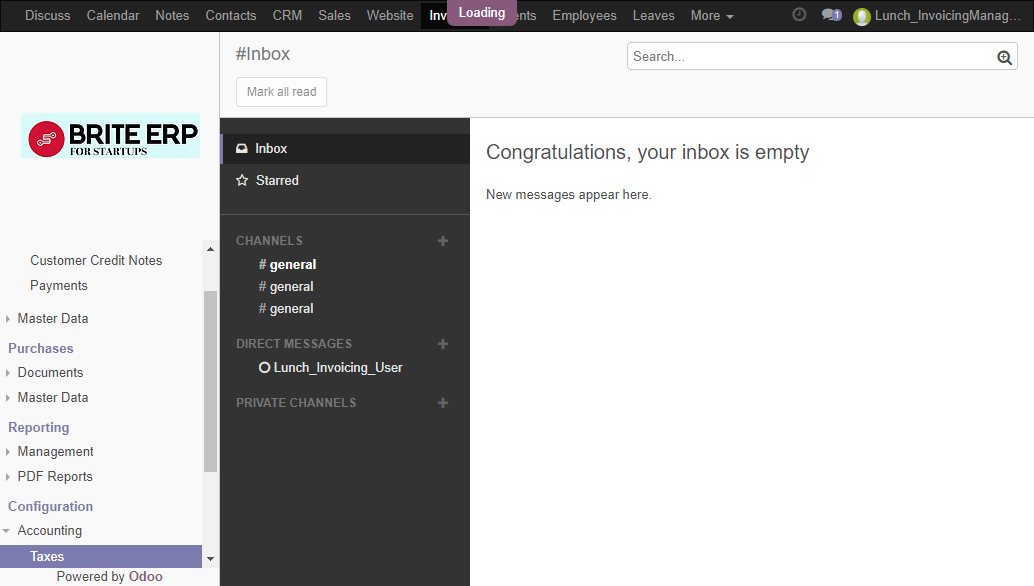 Discuss Calendar Notes Contacts CRM Sales Website Inv Loading nts Employees Leaves More 1 Lunch_InvoicingManag...
#Inbox
Search...
Mark all read
BRITE ERP
FOR STARTUPS
Customer Credit Notes
Payments
Master Data
Purchases
Documents
Master Data
Reporting
Management
PDF Reports
Configuration
Accounting
Taxes
Powered by Odoo
Inbox
Starred
CHANNELS
# general
# general
# general
DIRECT MESSAGES
Lunch_Invoicing_User
PRIVATE CHANNELS
Congratulations, your inbox is empty
New messages appear here.